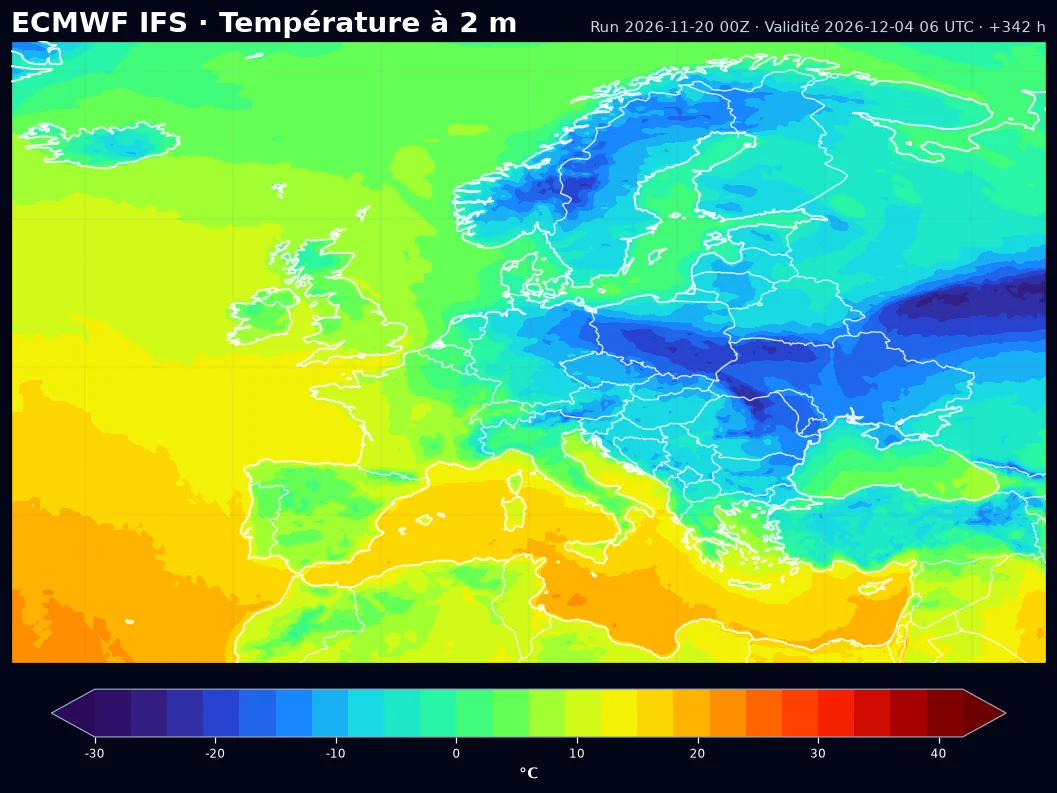 ECMWF IFS · Température à 2 m
Run 2026-11-20 00Z · Validité 2026-12-04 06 UTC · +342 h
-30 -20 -10 0 10 20 30 40
°C